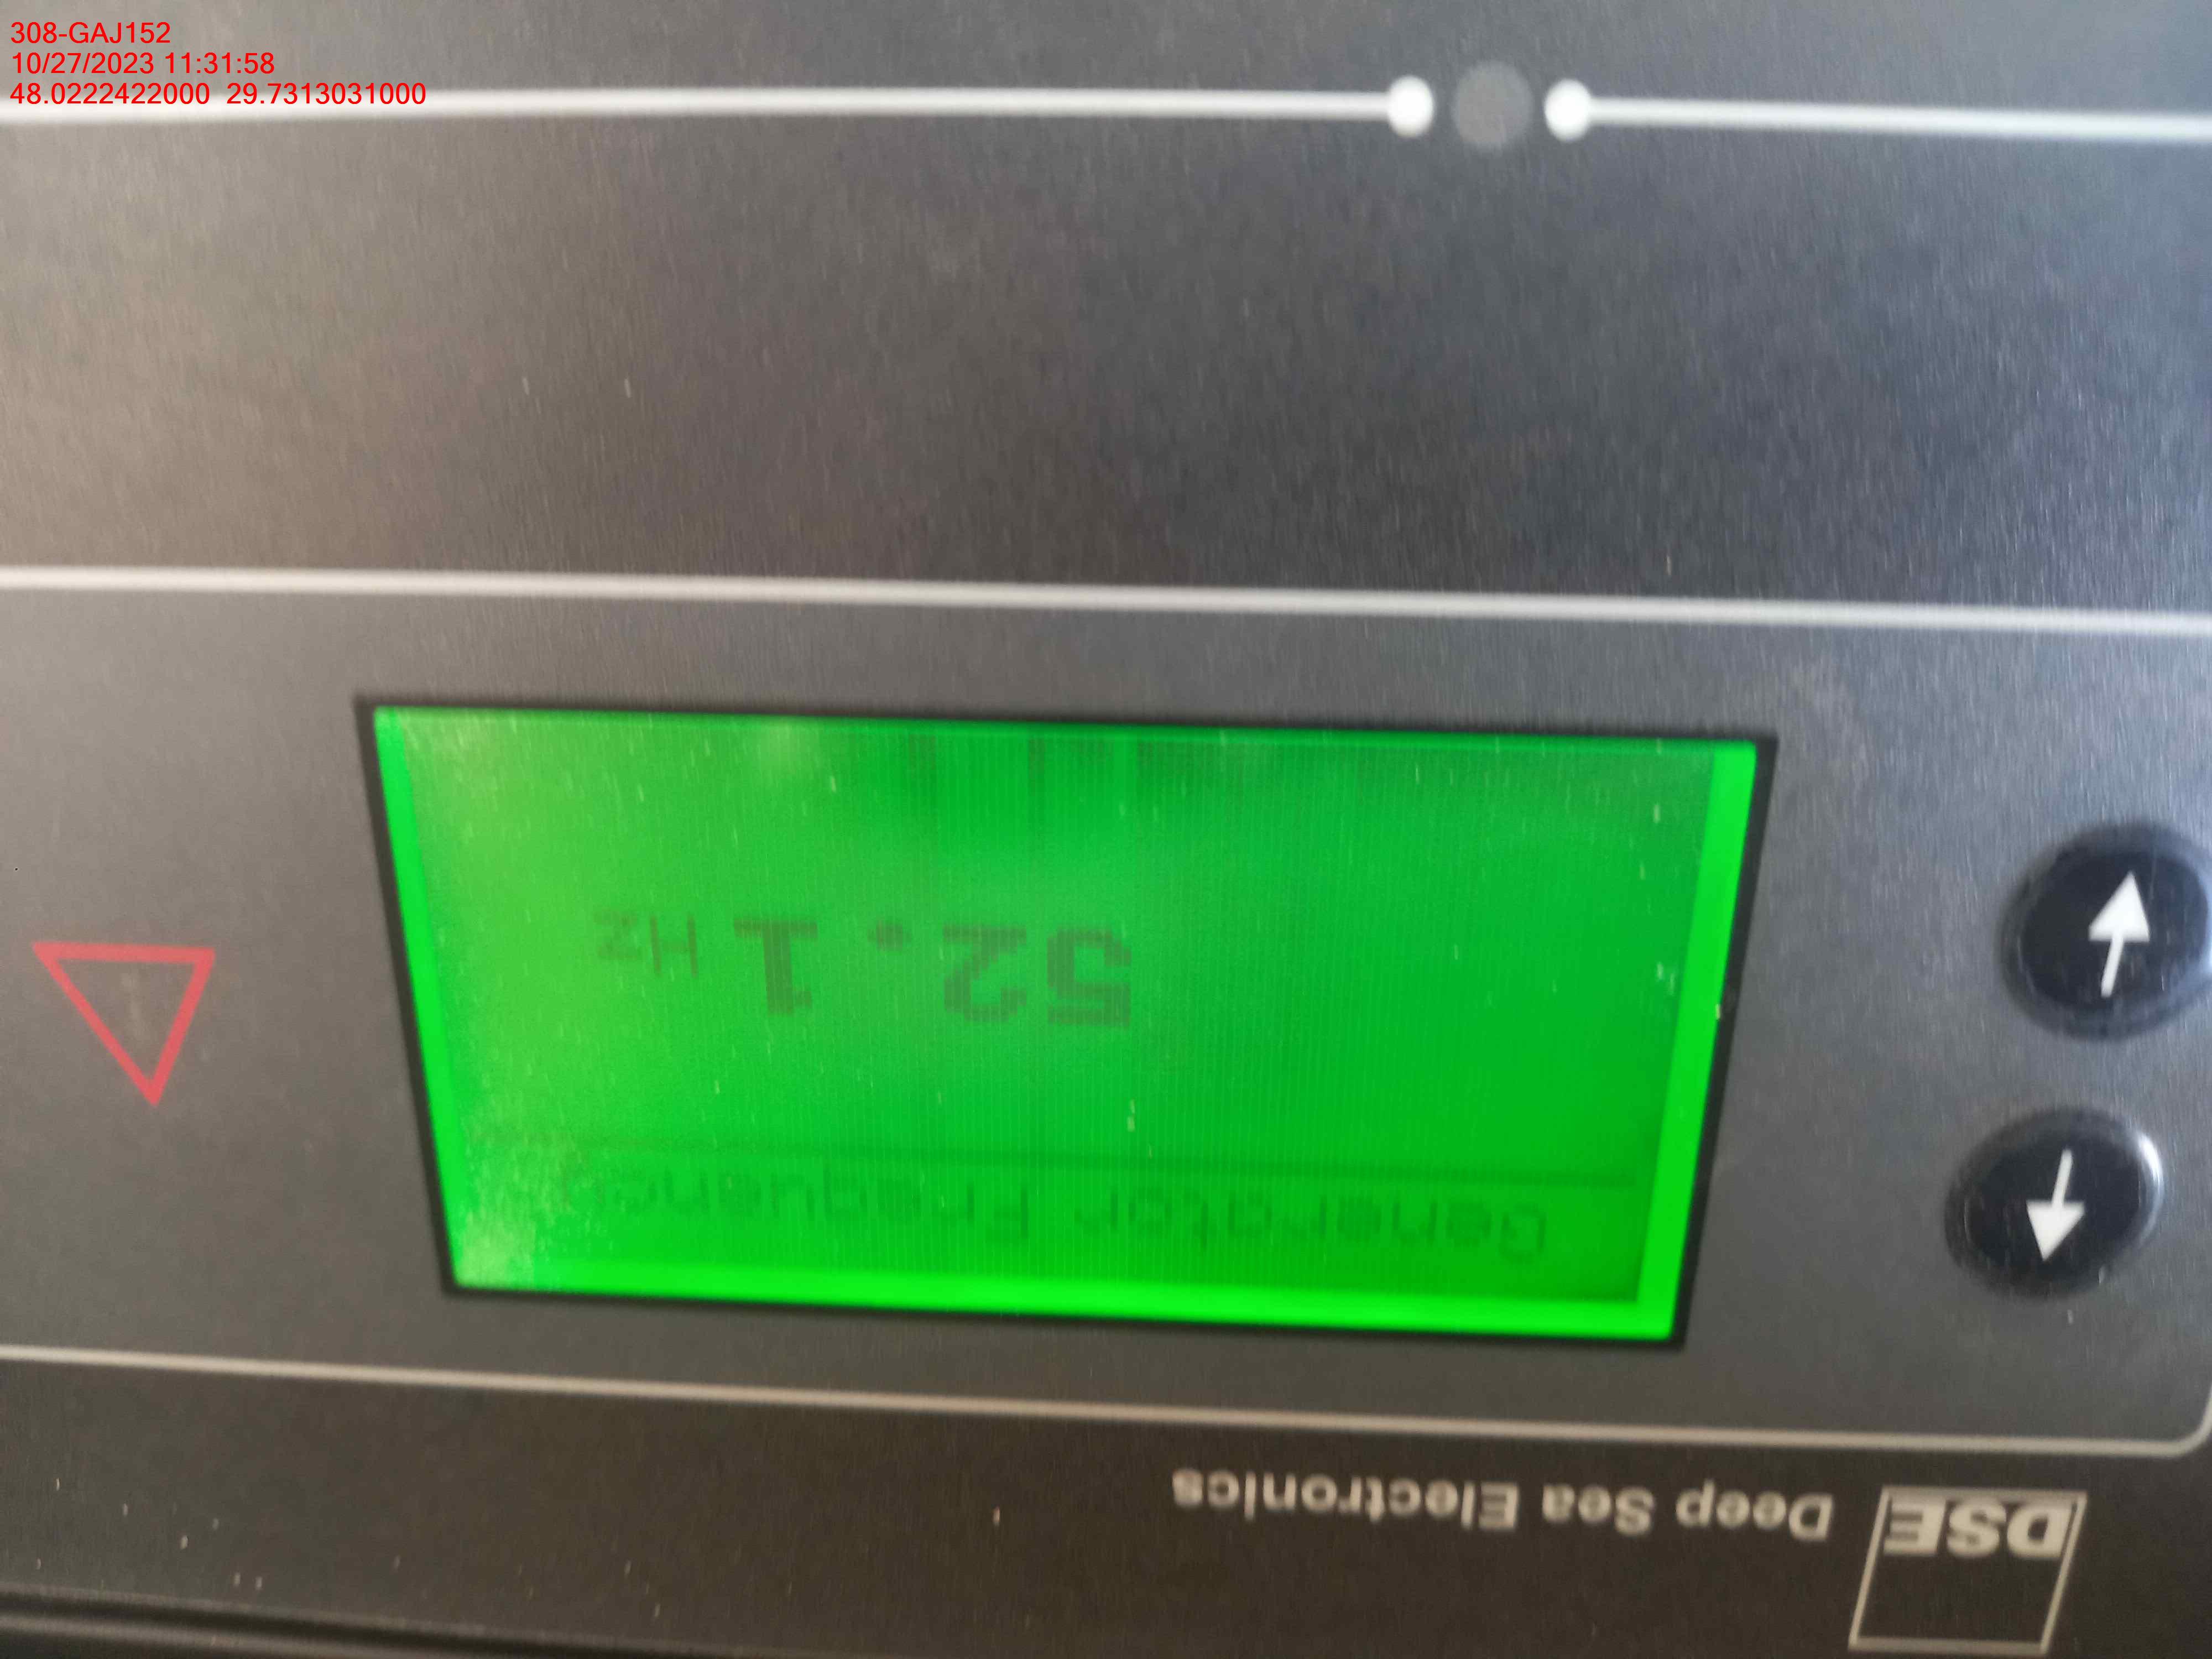 308-GAJ152
10/27/2023 11:31:58
48.0222422000 29.7313031000
DSE Deep Sea Electronics
Generator Frequency
52.1 Hz